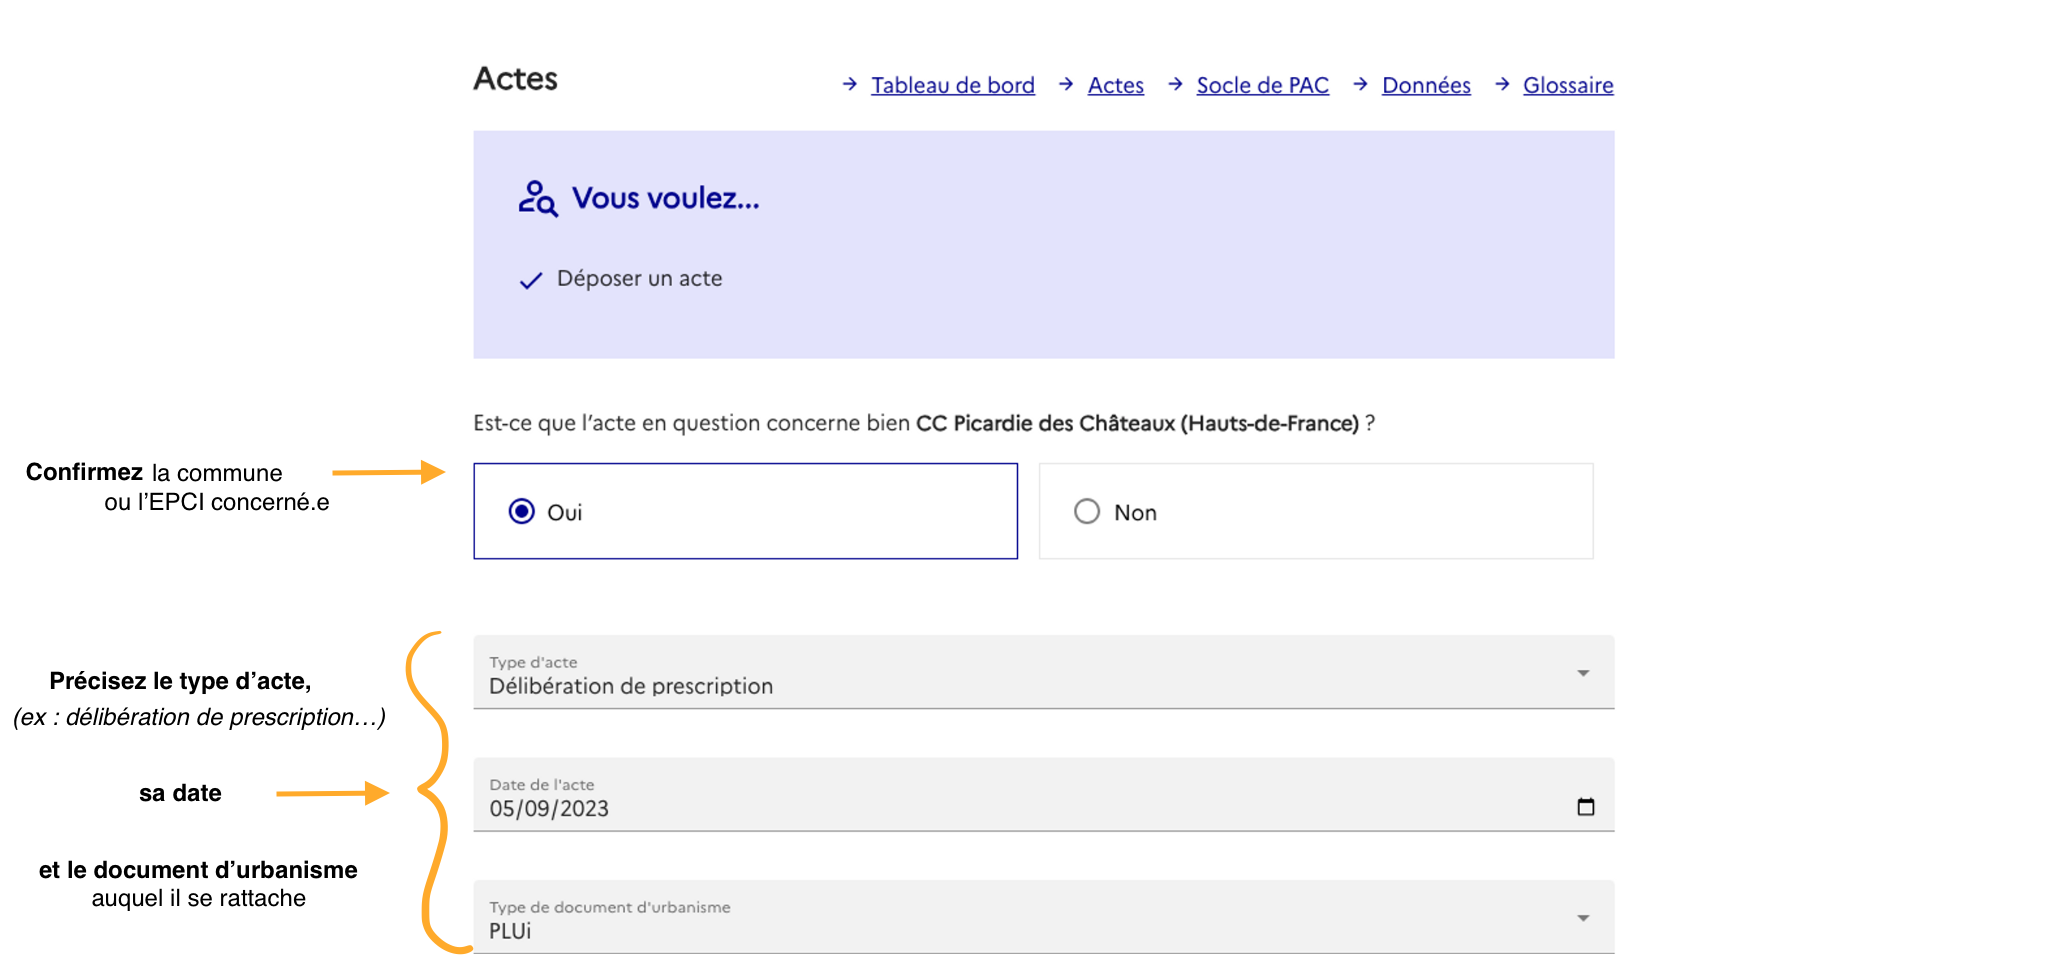 Actes
Tableau de bord
Actes
Socle de PAC
Données
Glossaire
Vous voulez...
Déposer un acte
Est-ce que l'acte en question concerne bien CC Picardie des Châteaux (Hauts-de-France) ?
Confirmez la commune
ou l'EPCI concerné.e
Oui
Non
Précisez le type d'acte,
(ex : délibération de prescription…)
Type d'acte
Délibération de prescription
sa date
Date de l'acte
05/09/2023
et le document d'urbanisme
auquel il se rattache
Type de document d'urbanisme
PLUi